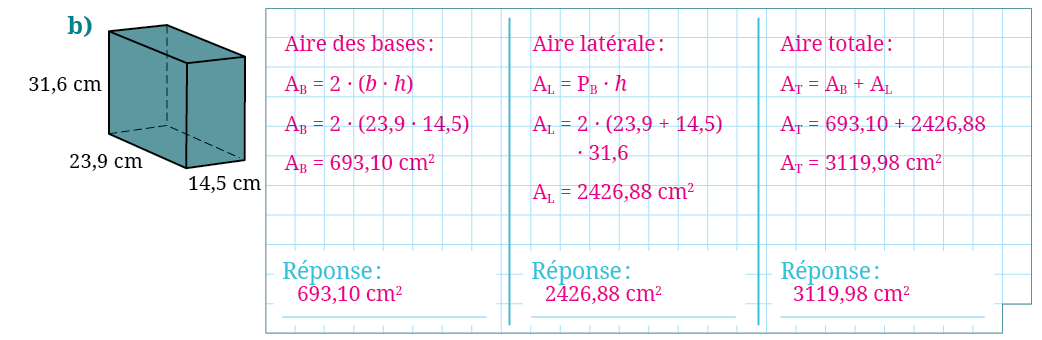 b)
31,6 cm
23,9 cm
14,5 cm
Aire des bases :
A_B = 2 · (b · h)
A_B = 2 · (23,9 · 14,5)
A_B = 693,10 cm²
Réponse :
693,10 cm²
Aire latérale :
A_L = P_B · h
A_L = 2 · (23,9 + 14,5)
· 31,6
A_L = 2426,88 cm²
Réponse :
2426,88 cm²
Aire totale :
A_T = A_B + A_L
A_T = 693,10 + 2426,88
A_T = 3119,98 cm²
Réponse :
3119,98 cm²